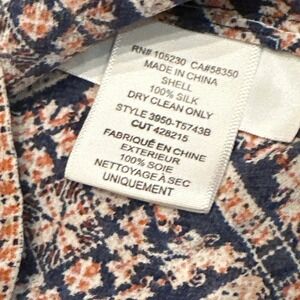 RN# 105230 CA#58350
MADE IN CHINA
SHELL
100% SILK
DRY CLEAN ONLY
STYLE 3950-T5743B
CUT 428215
FABRIQUÉ EN CHINE
EXTERIEUR
100% SOIE
NETTOYAGE À SEC
UNIQUEMENT